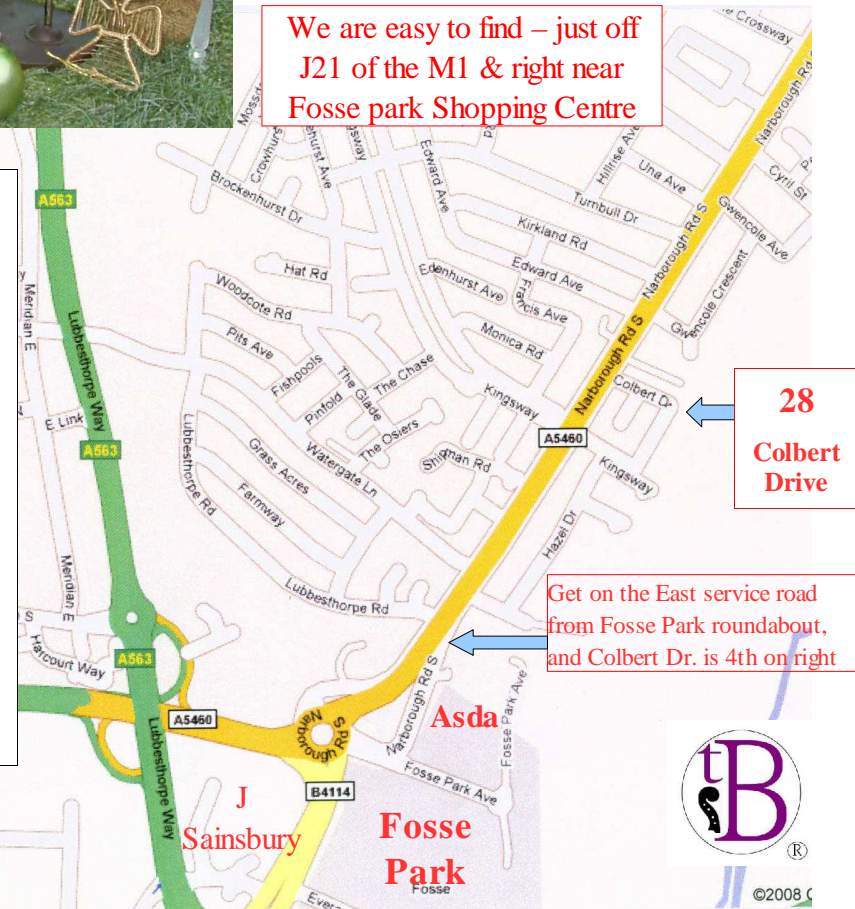 We are easy to find – just off
J21 of the M1 & right near
Fosse park Shopping Centre
Crossway
Narborough Rd S
Hillrise Ave
Una Ave
Cyril St
Edward Ave
Brockenhurst Dr
Turnbull Dr
Gwencole Ave
A563
Kirkland Rd
Narborough Rd S
Hat Rd
Edenhurst Ave
Edward Ave
Francis Ave
Gwencole Crescent
Woodcote Rd
Meridian E
Lubbesthorpe Way
Pits Ave
Monica Rd
Narborough Rd S
Fishpools
The Glade
The Chase
Kingsway
Colbert Dr
28
Colbert
Drive
Pinfold
E Link
A563
The Osiers
A5460
Lubbesthorpe Rd
Grass Acres
Watergate Ln
Kingsway
Farmway
Hazel Dr
Meridian E
Lubbesthorpe Rd
Get on the East service road
from Fosse Park roundabout,
and Colbert Dr. is 4th on right
Harcourt Way
A563
Narborough Rd S
Asda
Fosse Park Ave
A5460
Narborough Rd S
Lubbesthorpe Way
Fosse Park Ave
J
Sainsbury
B4114
Fosse
Park
Fosse
tB
®
©2008